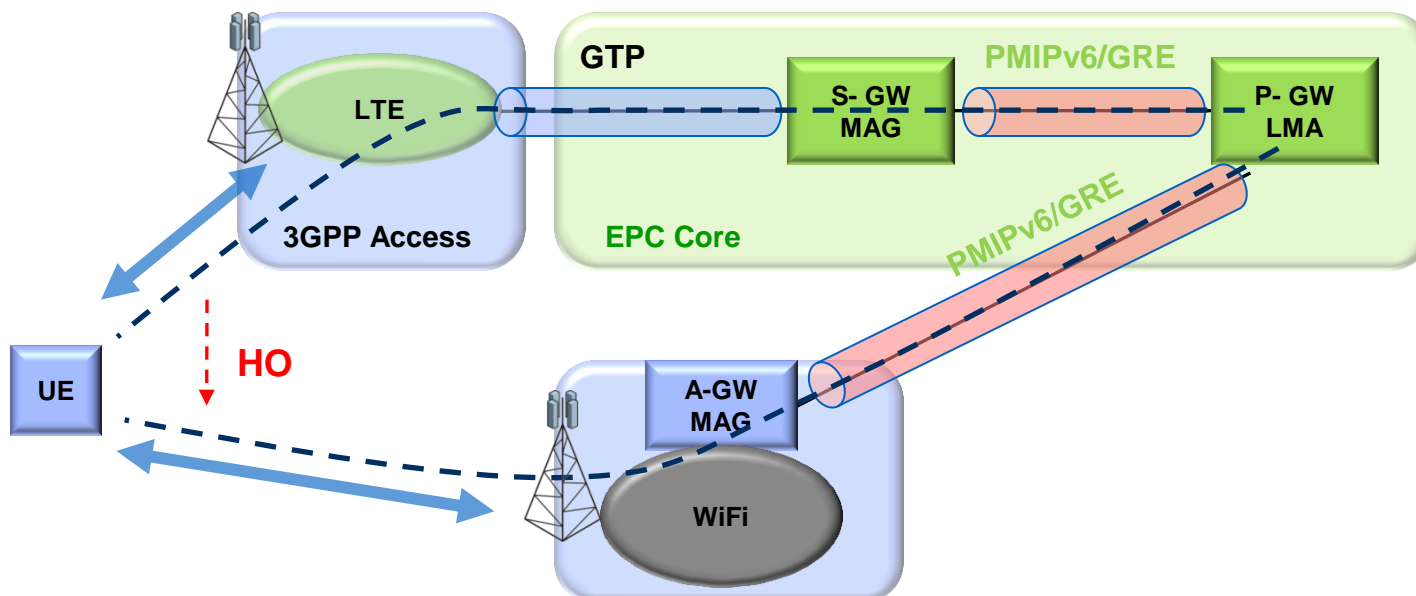 GTP
PMIPv6/GRE
LTE
S- GW
MAG
P- GW
LMA
3GPP Access
EPC Core
PMIPv6/GRE
HO
UE
A-GW
MAG
WiFi